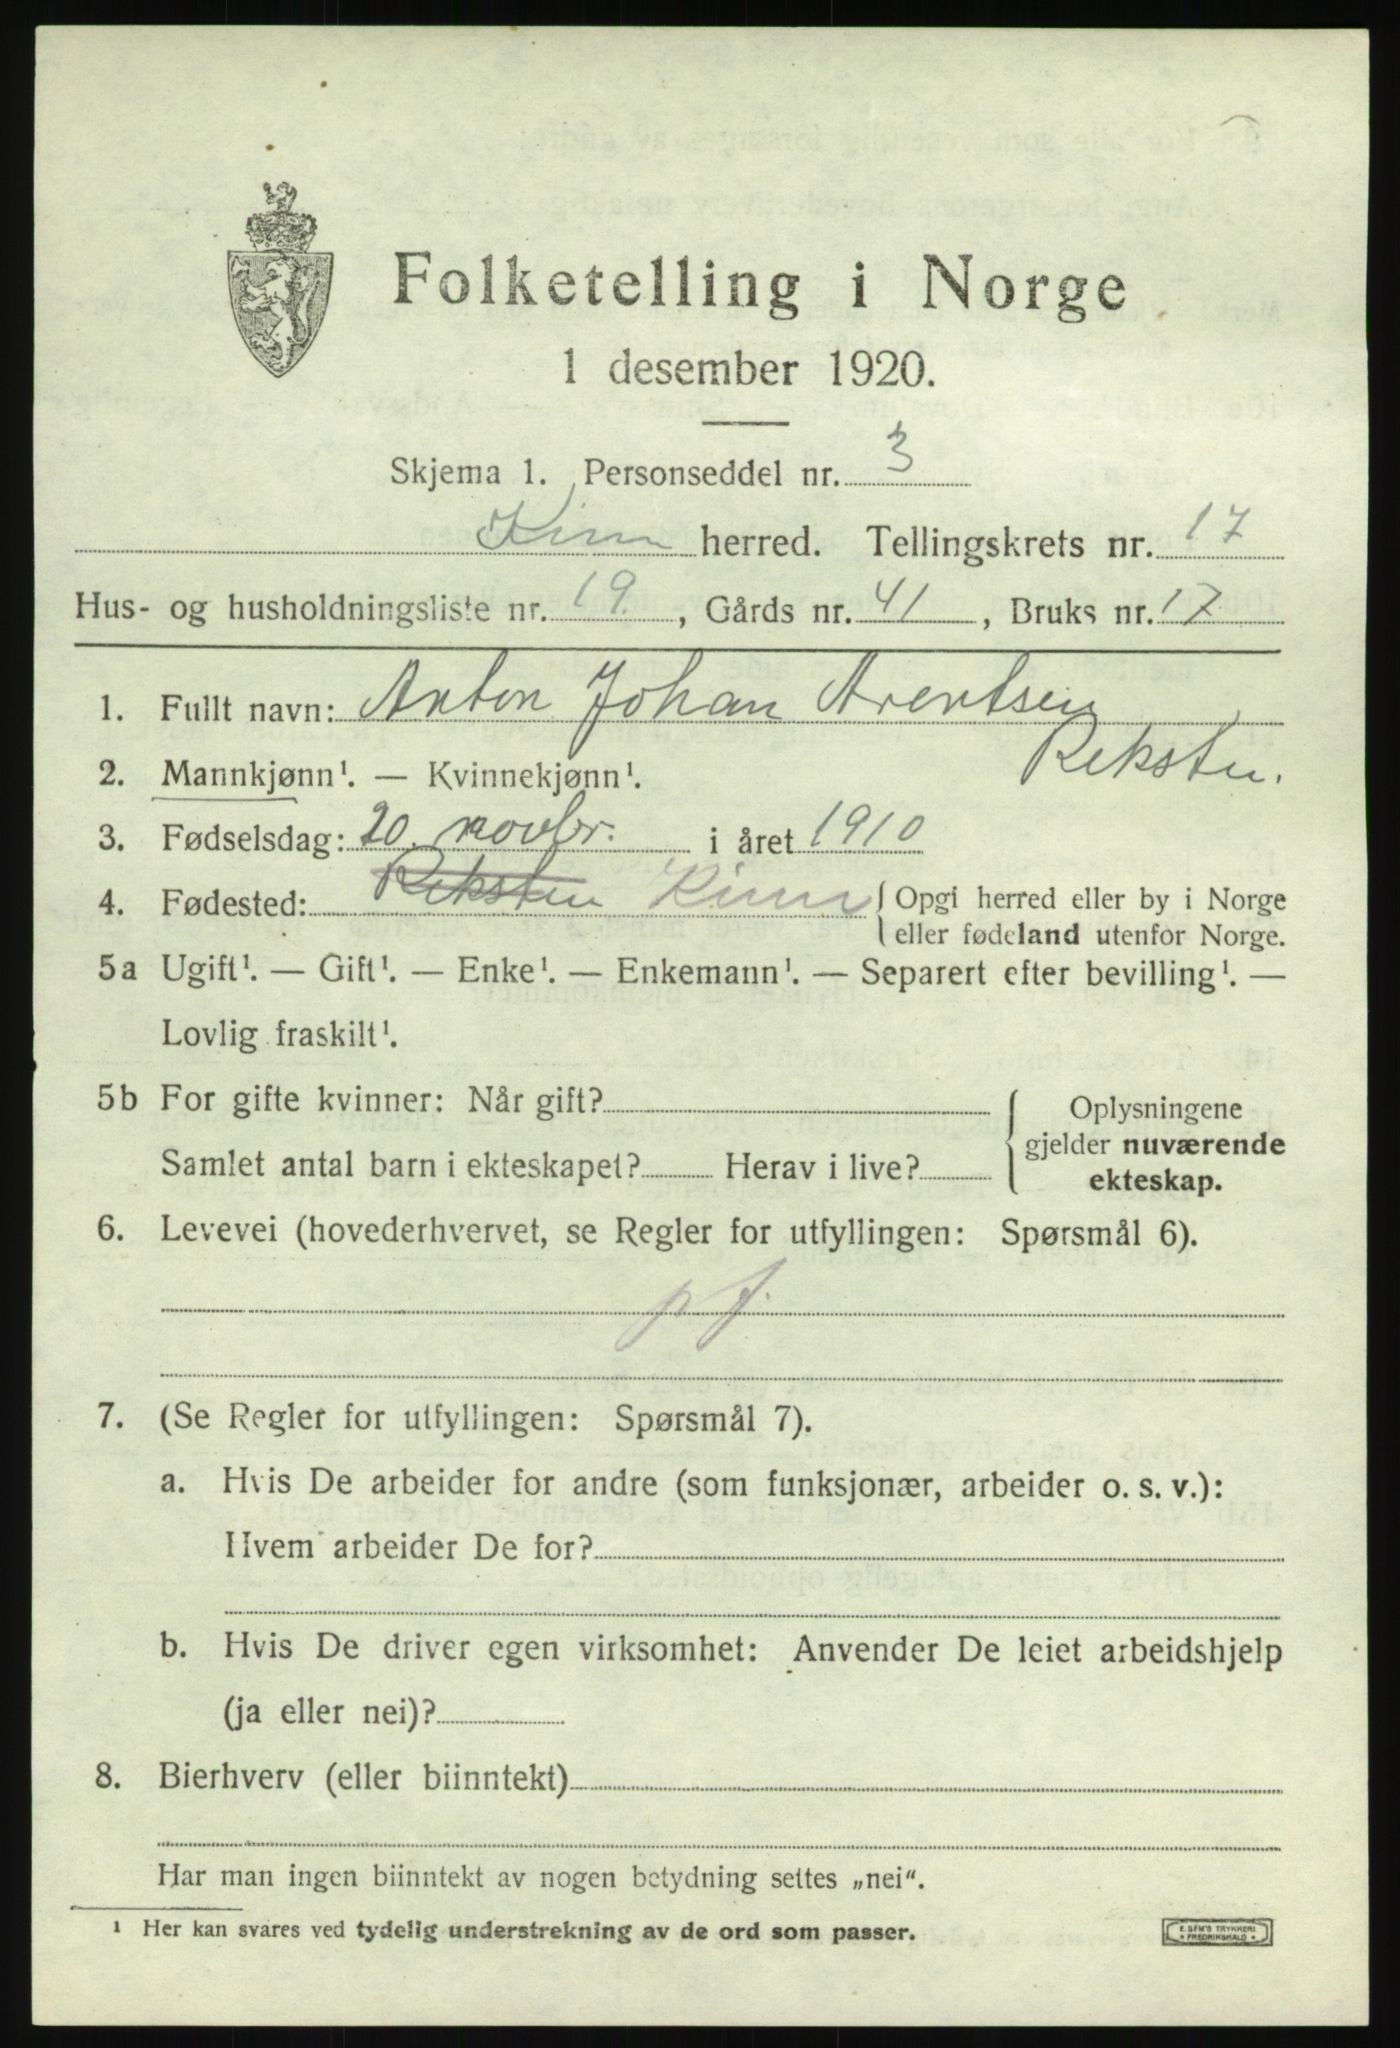 Folketelling i Norge
1 desember 1920.
Skjema 1. Personseddel nr. 3
Kinn herred. Tellingskrets nr. 17
Hus- og husholdningsliste nr. 19, Gårds nr. 41, Bruks nr. 17
1. Fullt navn: Anton Johan Arentsen
Reksten.
2. Mannkjønn¹. — Kvinnekjønn¹.
3. Fødselsdag: 20. novbr. i året 1910
4. Fødested: Reksten Kinn { Opgi herred eller by i Norge
eller fødeland utenfor Norge.
5a Ugift¹. — Gift¹. — Enke¹. — Enkemann¹. — Separert efter bevilling¹. —
Lovlig fraskilt¹.
5b For gifte kvinner: Når gift? { Oplysningene
gjelder nuværende
Samlet antal barn i ekteskapet? Herav i live? ekteskap.
6. Levevei (hovederhvervet, se Regler for utfyllingen: Spørsmål 6).
p f.
7. (Se Regler for utfyllingen: Spørsmål 7).
a. Hvis De arbeider for andre (som funksjonær, arbeider o. s. v.):
Hvem arbeider De for?
b. Hvis De driver egen virksomhet: Anvender De leiet arbeidshjelp
(ja eller nei)?
8. Bierhverv (eller biinntekt)
Har man ingen biinntekt av nogen betydning settes „nei“.
¹ Her kan svares ved tydelig understrekning av de ord som passer.
E. SEM'S TRYKKERI
• FREDRIKSHALD •